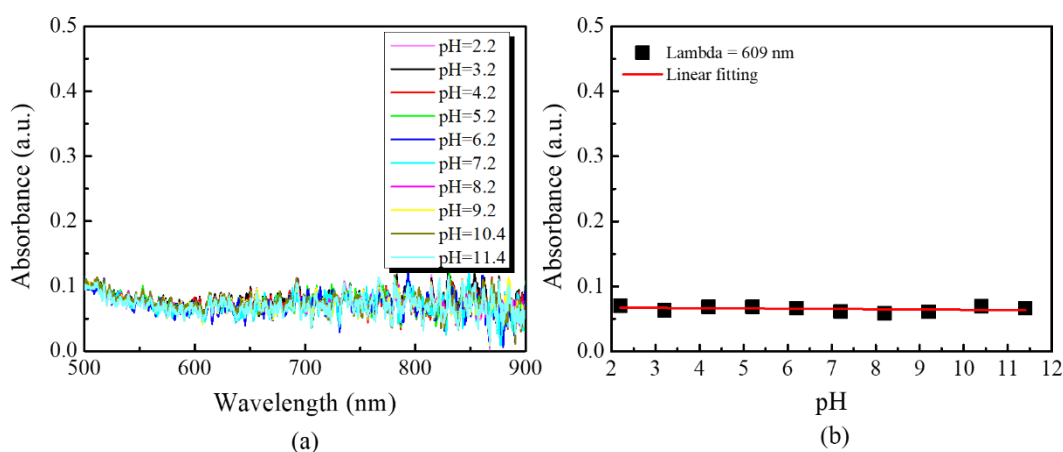 0.5
0.4
0.3
0.2
0.1
0.0
Absorbance (a.u.)
pH=2.2
pH=3.2
pH=4.2
pH=5.2
pH=6.2
pH=7.2
pH=8.2
pH=9.2
pH=10.4
pH=11.4
500 600 700 800 900
Wavelength (nm)
(a)
0.5
0.4
0.3
0.2
0.1
0.0
Absorbance (a.u.)
Lambda = 609 nm
Linear fitting
2 3 4 5 6 7 8 9 10 11 12
pH
(b)